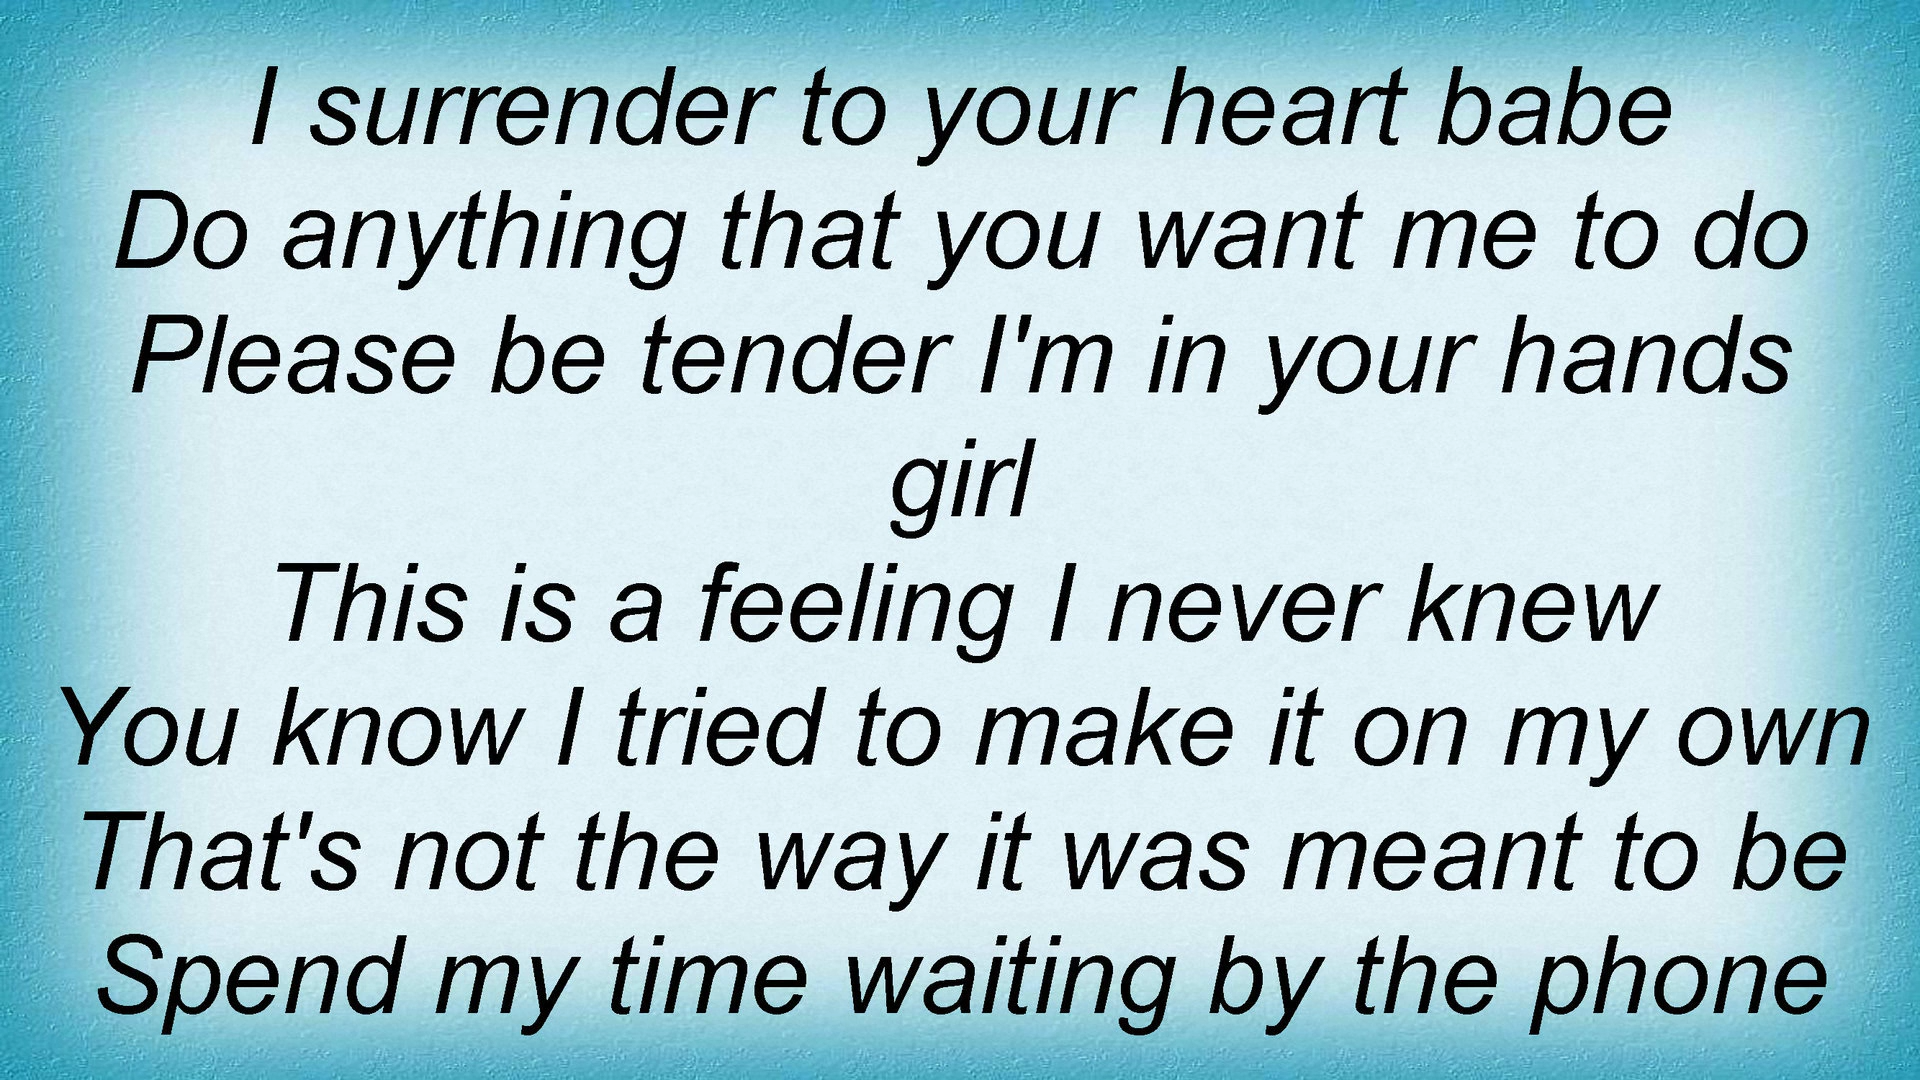 I surrender to your heart babe
Do anything that you want me to do
Please be tender I'm in your hands
girl
This is a feeling I never knew
You know I tried to make it on my own
That's not the way it was meant to be
Spend my time waiting by the phone